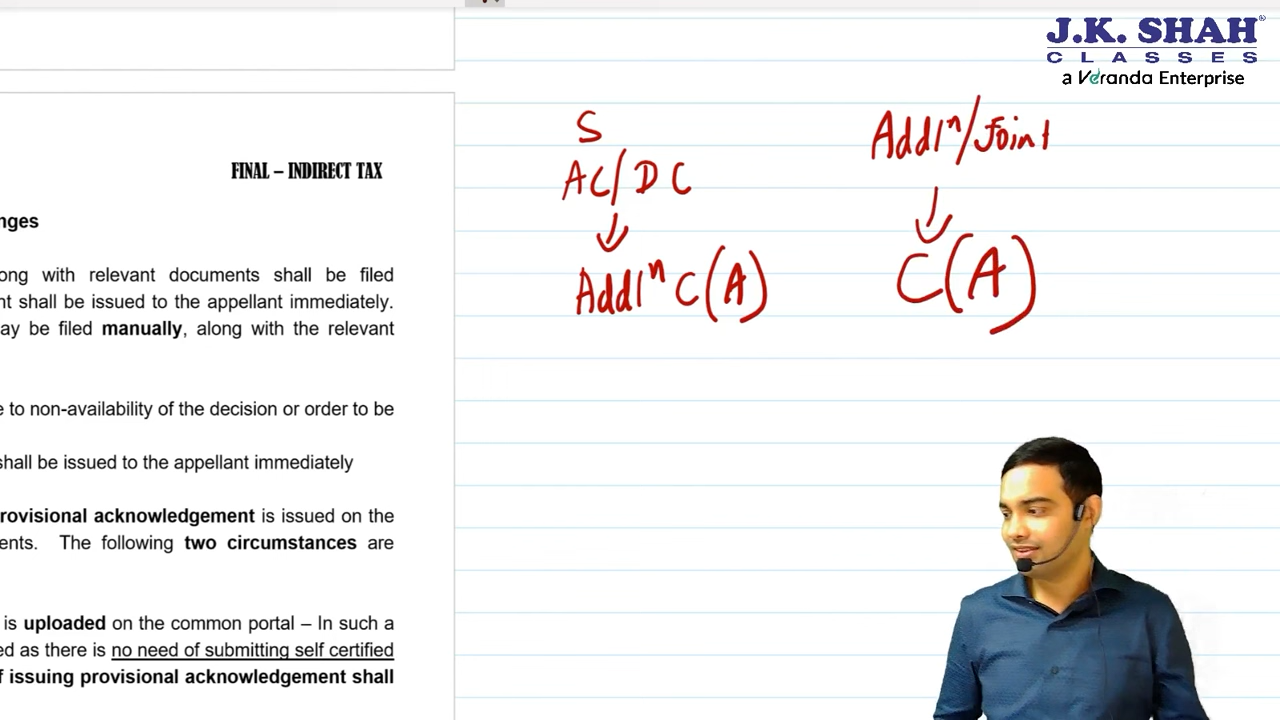 J.K. SHAH®
CLASSES
a Veranda Enterprise
FINAL – INDIRECT TAX
nges
ong with relevant documents shall be filed
nt shall be issued to the appellant immediately.
ay be filed manually, along with the relevant
e to non-availability of the decision or order to be
shall be issued to the appellant immediately
rovisional acknowledgement is issued on the
ents. The following two circumstances are
is uploaded on the common portal – In such a
ed as there is no need of submitting self certified
f issuing provisional acknowledgement shall
S
AC/DC
Addlⁿ C(A)
Addlⁿ/Joint
C(A)